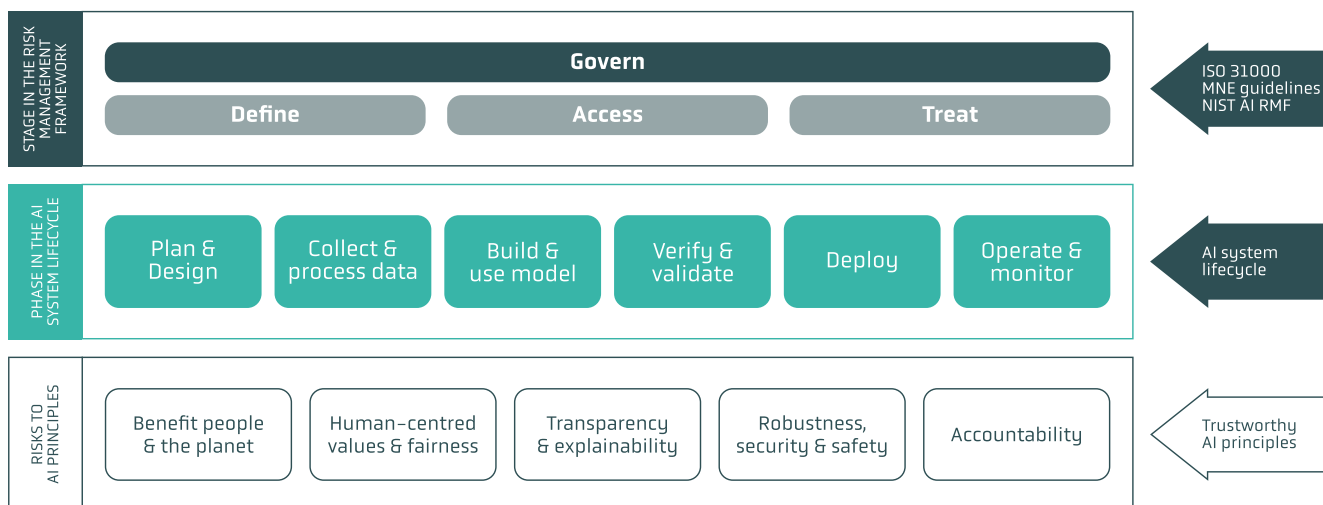 STAGE IN THE RISK
MANAGEMENT
FRAMEWORK
Govern
Define
Access
Treat
ISO 31000
MNE guidelines
NIST AI RMF
PHASE IN THE AI
SYSTEM LIFECYCLE
Plan &
Design
Collect &
process data
Build &
use model
Verify &
validate
Deploy
Operate &
monitor
AI system
lifecycle
RISKS TO
AI PRINCIPLES
Benefit people
& the planet
Human-centred
values & fairness
Transparency
& explainability
Robustness,
security & safety
Accountability
Trustworthy
AI principles